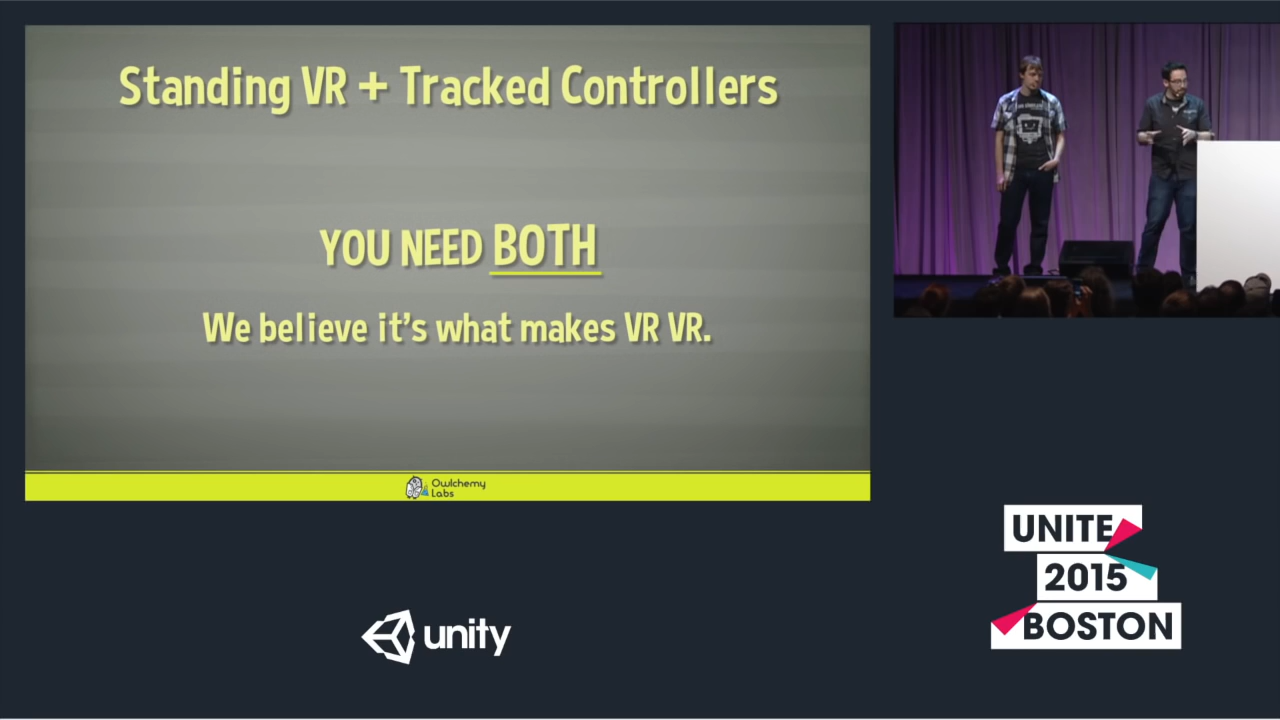 Standing VR + Tracked Controllers
YOU NEED BOTH
We believe it's what makes VR VR.
Owlchemy
Labs
unity
UNITE
2015
BOSTON